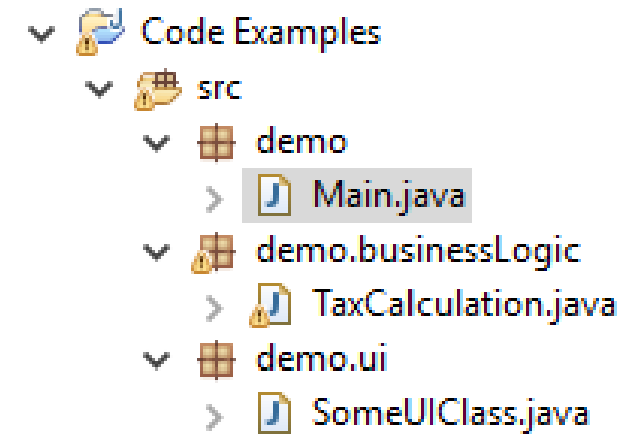 Code Examples
src
demo
Main.java
demo.businessLogic
TaxCalculation.java
demo.ui
SomeUIClass.java